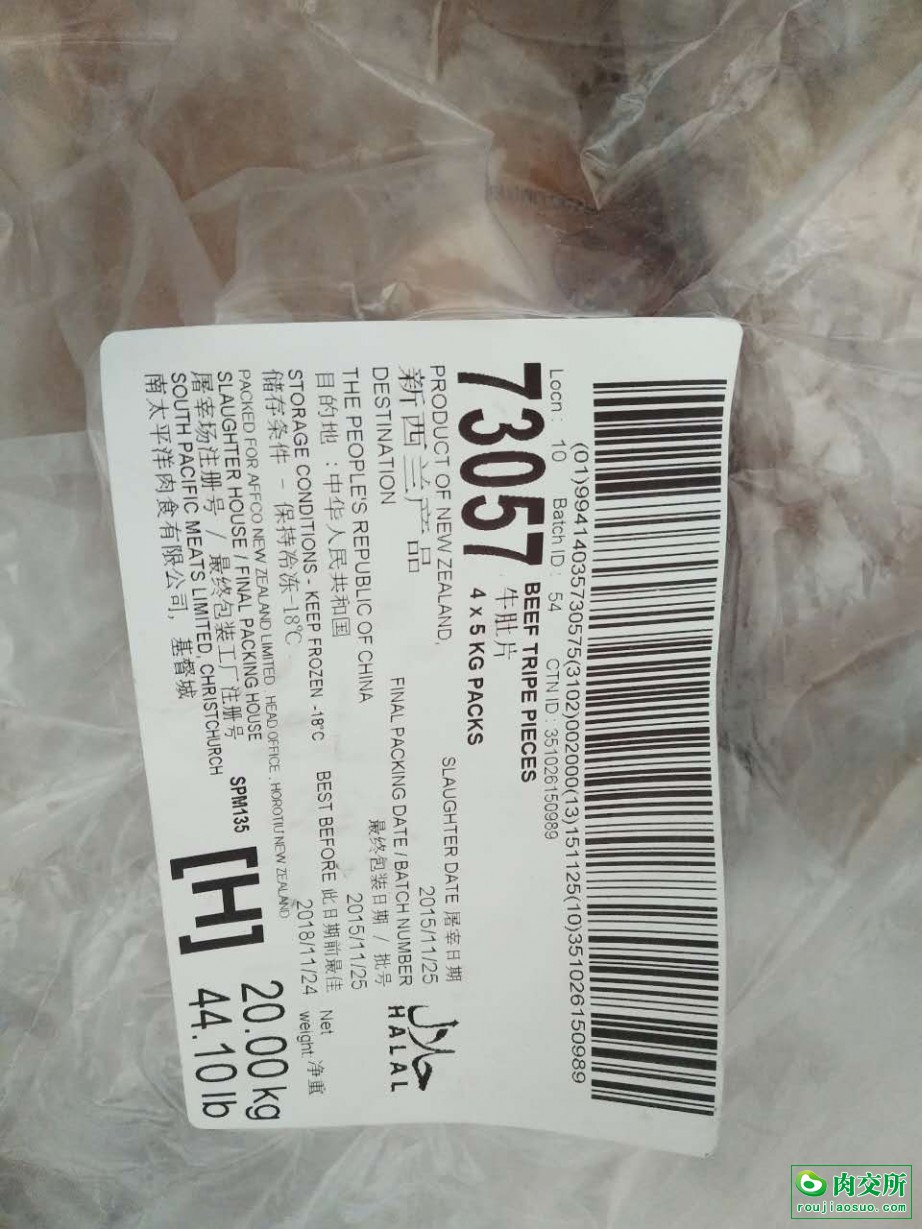 (01)99414035730575(3102)002000(13)151125(10)351026150989
Locn : 10 Batch ID : 54 CTN ID : 351026150989
73057
BEEF TRIPE PIECES
牛肚片
4 x 5 KG PACKS
PRODUCT OF NEW ZEALAND,
新西兰产品
SLAUGHTER DATE 屠宰日期
2015/11/25
DESTINATION
THE PEOPLE'S REPUBLIC OF CHINA
目的地 : 中华人民共和国
FINAL PACKING DATE / BATCH NUMBER
最终包装日期 / 批号
2015/11/25
حلال
HALAL
STORAGE CONDITIONS - KEEP FROZEN -18°C
储存条件 - 保持冷冻-18°C
BEST BEFORE 此日期前最佳
2018/11/24
Net weight 净重
20.00 kg
44.10 lb
PACKED FOR AFFCO NEW ZEALAND LIMITED HEAD OFFICE , HOROTIU NEW ZEALAND
SLAUGHTER HOUSE / FINAL PACKING HOUSE
屠宰场注册号 / 最终包装工厂注册号
SPM135
[H]
SOUTH PACIFIC MEATS LIMITED, CHRISTCHURCH
南太平洋肉食有限公司, 基督城
肉交所
roujiaosuo.com